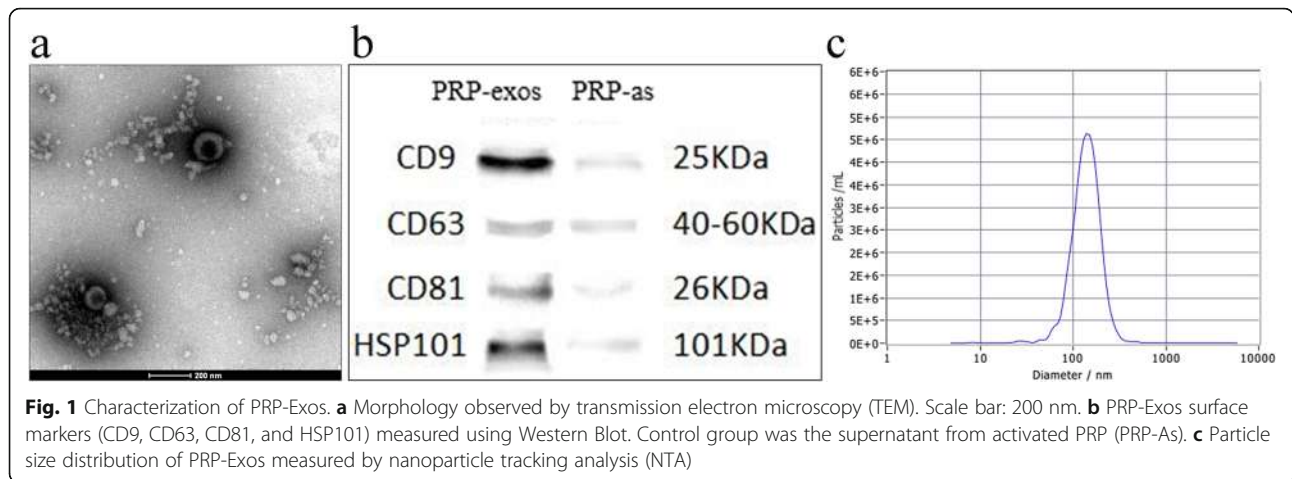 a
200 nm
b
PRP-exos PRP-as
CD9 25KDa
CD63 40-60KDa
CD81 26KDa
HSP101 101KDa
c
Particles /mL
6E+6
6E+6
5E+6
5E+6
4E+6
4E+6
3E+6
3E+6
2E+6
2E+6
1E+6
5E+5
0E+0
1 10 100 1000 10000
Diameter / nm
Fig. 1 Characterization of PRP-Exos. a Morphology observed by transmission electron microscopy (TEM). Scale bar: 200 nm. b PRP-Exos surface
markers (CD9, CD63, CD81, and HSP101) measured using Western Blot. Control group was the supernatant from activated PRP (PRP-As). c Particle
size distribution of PRP-Exos measured by nanoparticle tracking analysis (NTA)